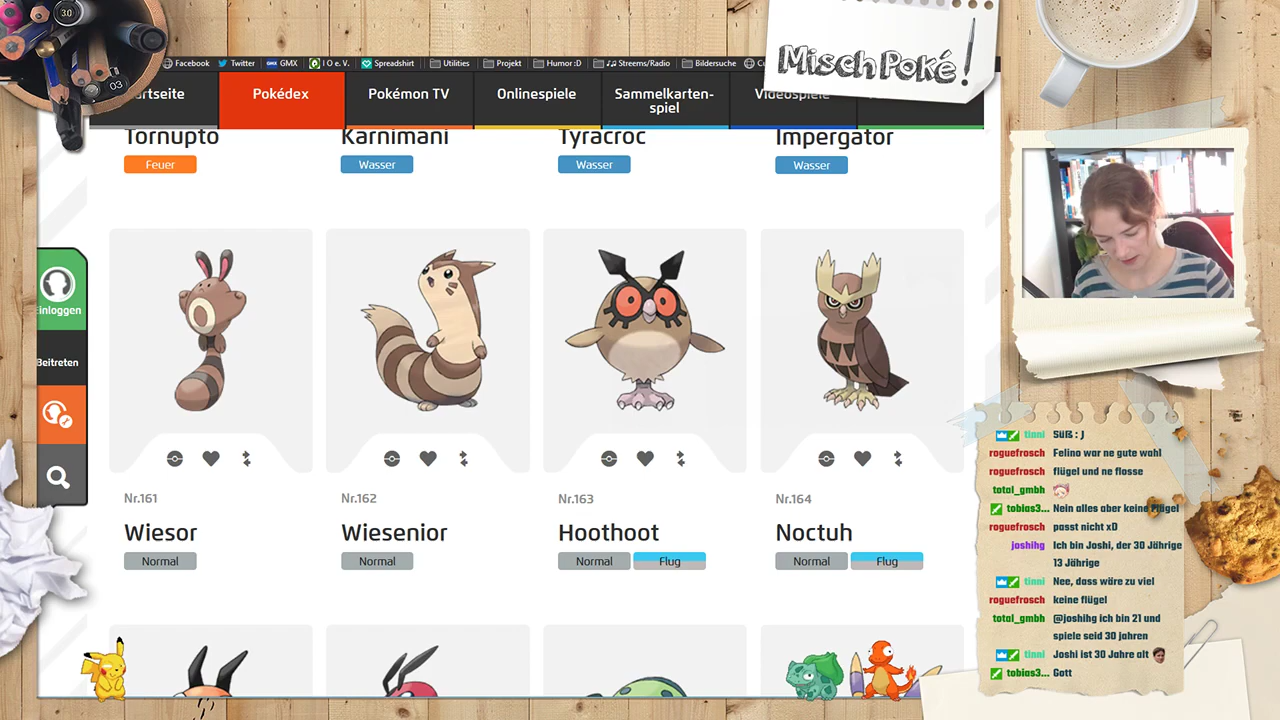 Facebook Twitter GMX I O e. V. Spreadshirt Utilities Projekt Humor :D Streems/Radio Bildersuche
MischPoké!
3.0
03
rtseite Pokédex Pokémon TV Onlinespiele Sammelkarten-
spiel Videospiele
Tornupto Karnimani Tyracroc Impergator
Feuer Wasser Wasser Wasser
Einloggen
Beitreten
Nr.161 Nr.162 Nr.163 Nr.164
Wiesor Wiesenior Hoothoot Noctuh
Normal Normal Normal Flug Normal Flug
tinni Süß : J
roguefrosch Felino war ne gute wahl
roguefrosch flügel und ne flosse
total_gmbh
tobias3... Nein alles aber keine Flügel
roguefrosch passt nicht xD
joshihg Ich bin Joshi, der 30 Jährige
13 Jährige
tinni Nee, dass wäre zu viel
roguefrosch keine flügel
total_gmbh @joshihg ich bin 21 und
spiele seid 30 jahren
tinni Joshi ist 30 Jahre alt
tobias3... Gott